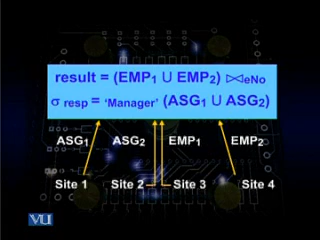 result = (EMP₁ ∪ EMP₂) ⋈eNo
σ resp = 'Manager' (ASG₁ ∪ ASG₂)
ASG₁ ASG₂ EMP₁ EMP₂
Site 1 Site 2 Site 3 Site 4
VU